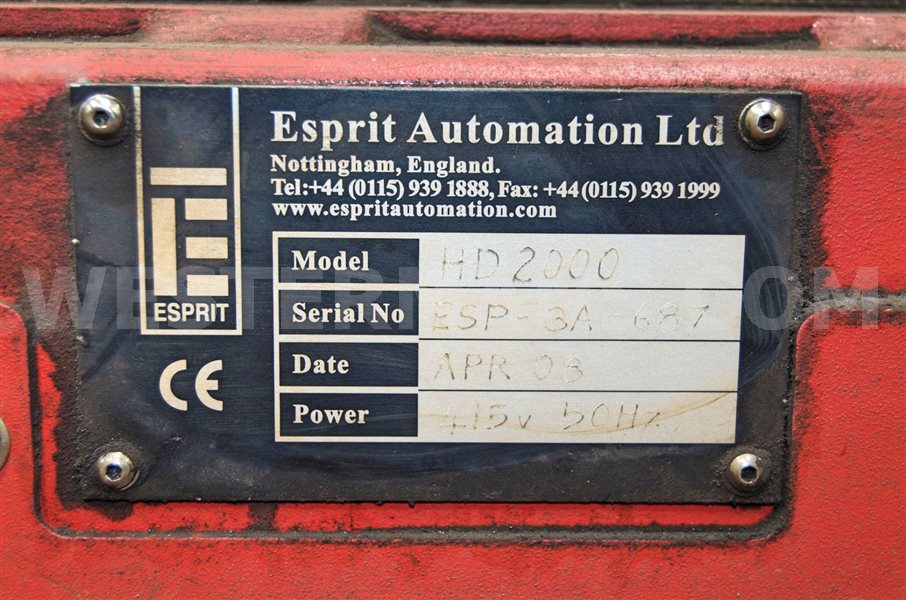 Esprit Automation Ltd
Nottingham, England.
Tel:+44 (0115) 939 1888, Fax: +44 (0115) 939 1999
www.espritautomation.com
ESPRIT
CE
Model HD 2000
Serial No ESP-3A-687
Date APR 08
Power 415v 50Hz